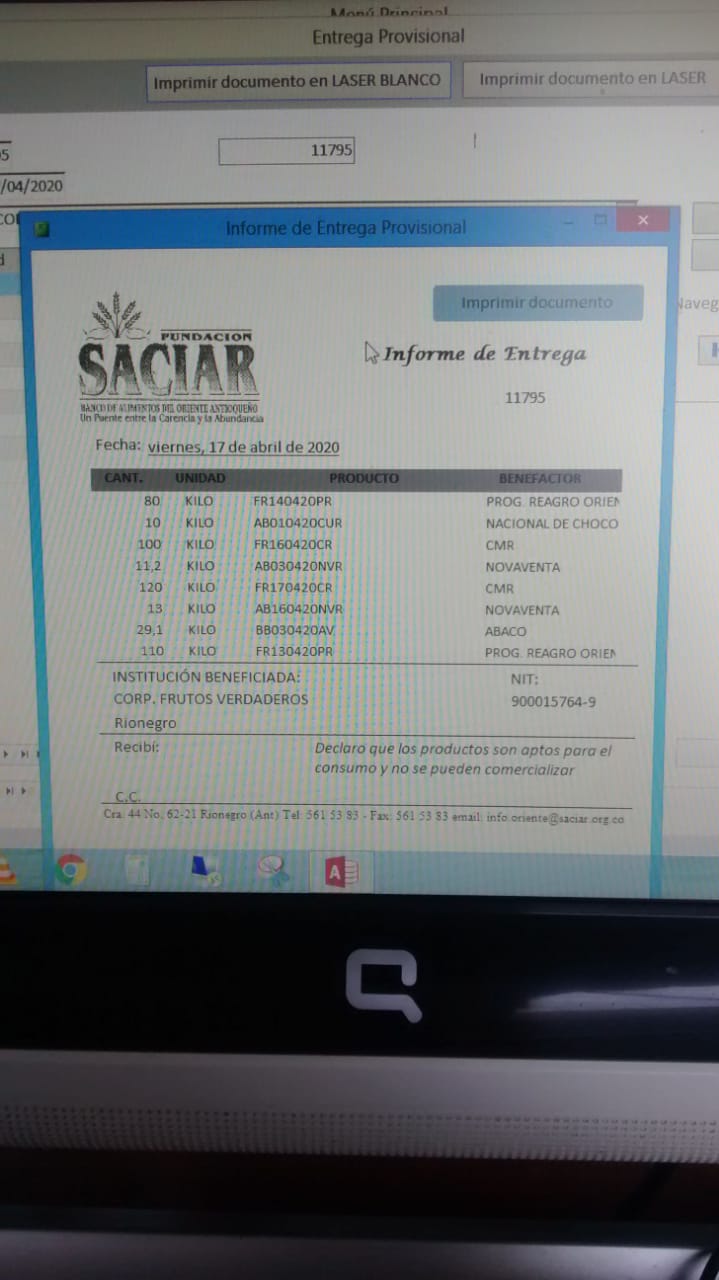 Menú Principal
Entrega Provisional
Imprimir documento en LASER BLANCO
Imprimir documento en LASER
11795
/04/2020
Informe de Entrega Provisional
Imprimir documento
Naveg
FUNDACION
SACIAR
BANCO DE ALIMENTOS DEL ORIENTE ANTIOQUEÑO
Un Puente entre la Carencia y la Abundancia
Informe de Entrega
11795
Fecha: viernes, 17 de abril de 2020
CANT. UNIDAD PRODUCTO BENEFACTOR
80 KILO FR140420PR PROG. REAGRO ORIEN
10 KILO AB010420CUR NACIONAL DE CHOCO
100 KILO FR160420CR CMR
11,2 KILO AB030420NVR NOVAVENTA
120 KILO FR170420CR CMR
13 KILO AB160420NVR NOVAVENTA
29,1 KILO BB030420AV ABACO
110 KILO FR130420PR PROG. REAGRO ORIEN
INSTITUCIÓN BENEFICIADA: NIT:
CORP. FRUTOS VERDADEROS 900015764-9
Rionegro
Recibí: Declaro que los productos son aptos para el
consumo y no se pueden comercializar
C.C.
Cra. 44 No. 62-21 Rionegro (Ant) Tel: 561 53 83 - Fax: 561 53 83 email: info.oriente@saciar.org.co